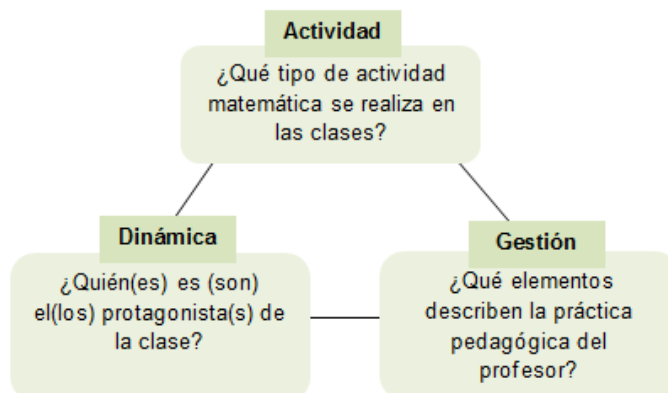 Actividad
¿Qué tipo de actividad
matemática se realiza en
las clases?
Dinámica
¿Quién(es) es (son)
el(los) protagonista(s) de
la clase?
Gestión
¿Qué elementos
describen la práctica
pedagógica del
profesor?